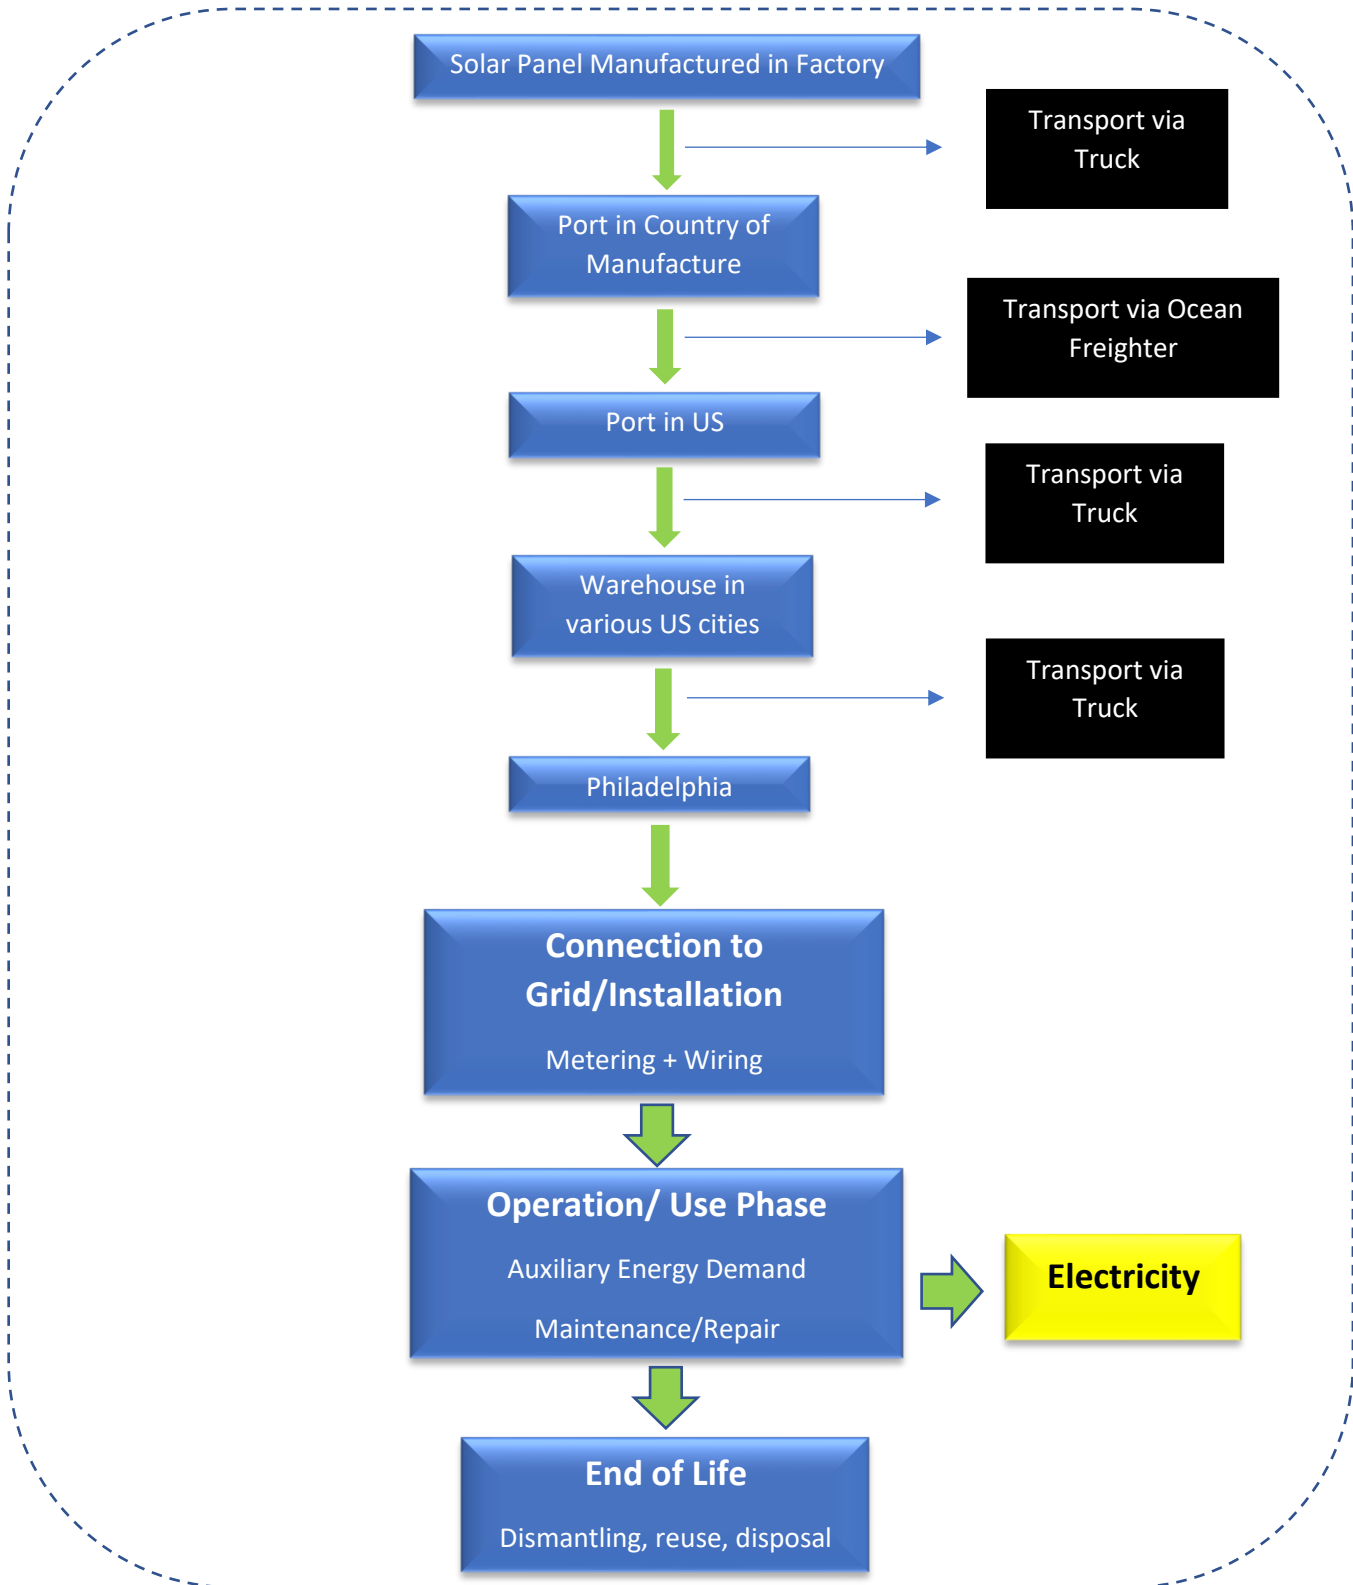 Solar Panel Manufactured in Factory
Transport via
Truck
Port in Country of
Manufacture
Transport via Ocean
Freighter
Port in US
Transport via
Truck
Warehouse in
various US cities
Transport via
Truck
Philadelphia
Connection to
Grid/Installation
Metering + Wiring
Operation/ Use Phase
Auxiliary Energy Demand
Maintenance/Repair
Electricity
End of Life
Dismantling, reuse, disposal